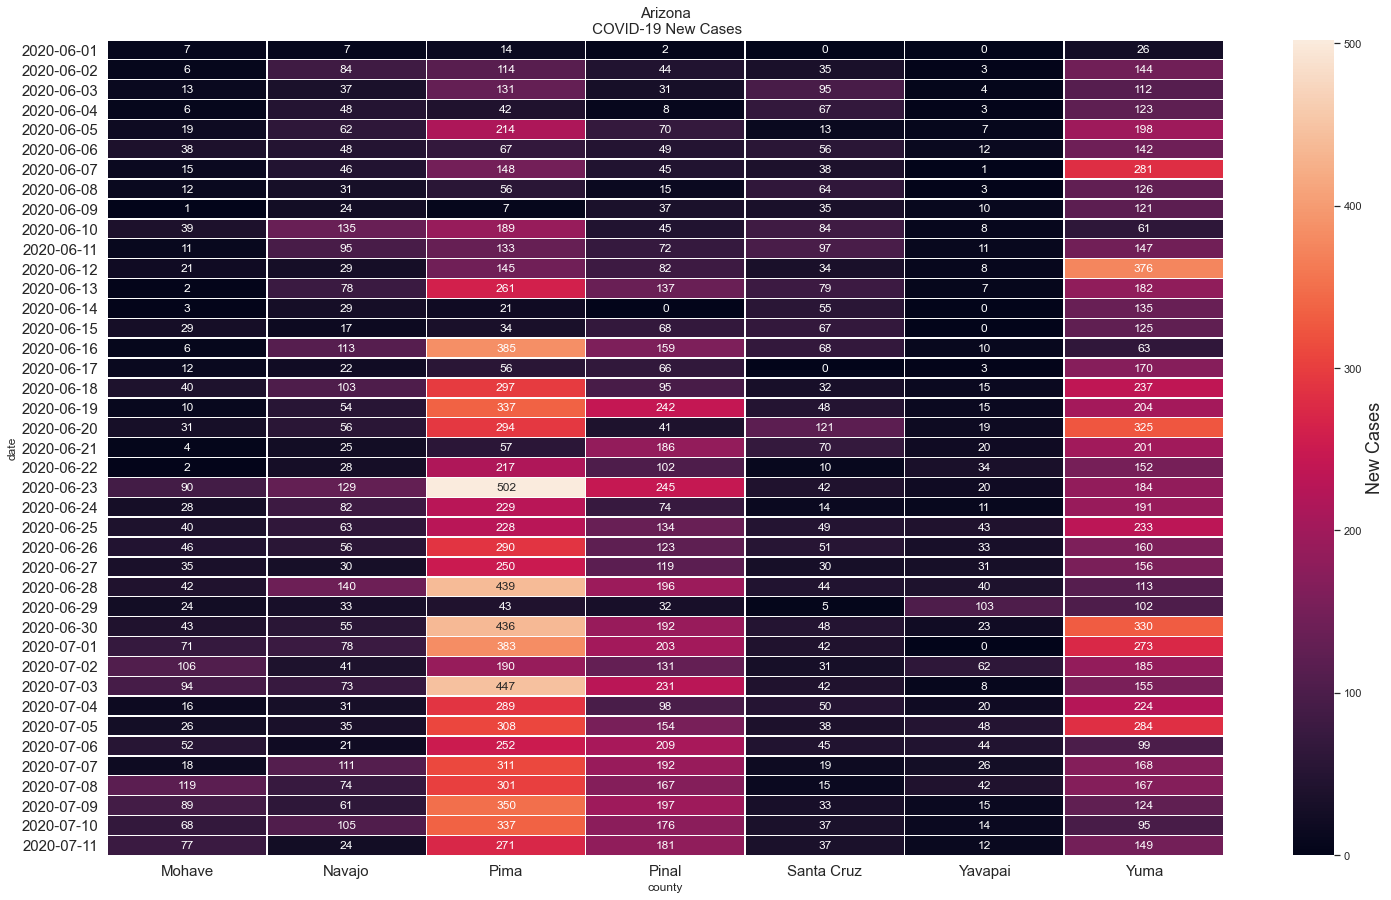 Arizona
COVID-19 New Cases
2020-06-01 7 7 14 2 0 0 26
2020-06-02 6 84 114 44 35 3 144
2020-06-03 13 37 131 31 95 4 112
2020-06-04 6 48 42 8 67 3 123
2020-06-05 19 62 214 70 13 7 198
2020-06-06 38 48 67 49 56 12 142
2020-06-07 15 46 148 45 38 1 281
2020-06-08 12 31 56 15 64 3 126
2020-06-09 1 24 7 37 35 10 121
2020-06-10 39 135 189 45 84 8 61
2020-06-11 11 95 133 72 97 11 147
2020-06-12 21 29 145 82 34 8 376
2020-06-13 2 78 261 137 79 7 182
2020-06-14 3 29 21 0 55 0 135
2020-06-15 29 17 34 68 67 0 125
2020-06-16 6 113 385 159 68 10 63
2020-06-17 12 22 56 66 0 3 170
2020-06-18 40 103 297 95 32 15 237
2020-06-19 10 54 337 242 48 15 204
2020-06-20 31 56 294 41 121 19 325
2020-06-21 4 25 57 186 70 20 201
2020-06-22 2 28 217 102 10 34 152
2020-06-23 90 129 502 245 42 20 184
2020-06-24 28 82 229 74 14 11 191
2020-06-25 40 63 228 134 49 43 233
2020-06-26 46 56 290 123 51 33 160
2020-06-27 35 30 250 119 30 31 156
2020-06-28 42 140 439 196 44 40 113
2020-06-29 24 33 43 32 5 103 102
2020-06-30 43 55 436 192 48 23 330
2020-07-01 71 78 383 203 42 0 273
2020-07-02 106 41 190 131 31 62 185
2020-07-03 94 73 447 231 42 8 155
2020-07-04 16 31 289 98 50 20 224
2020-07-05 26 35 308 154 38 48 284
2020-07-06 52 21 252 209 45 44 99
2020-07-07 18 111 311 192 19 26 168
2020-07-08 119 74 301 167 15 42 167
2020-07-09 89 61 350 197 33 15 124
2020-07-10 68 105 337 176 37 14 95
2020-07-11 77 24 271 181 37 12 149
Mohave Navajo Pima Pinal Santa Cruz Yavapai Yuma
county
date
500
400
300
200
100
0
New Cases